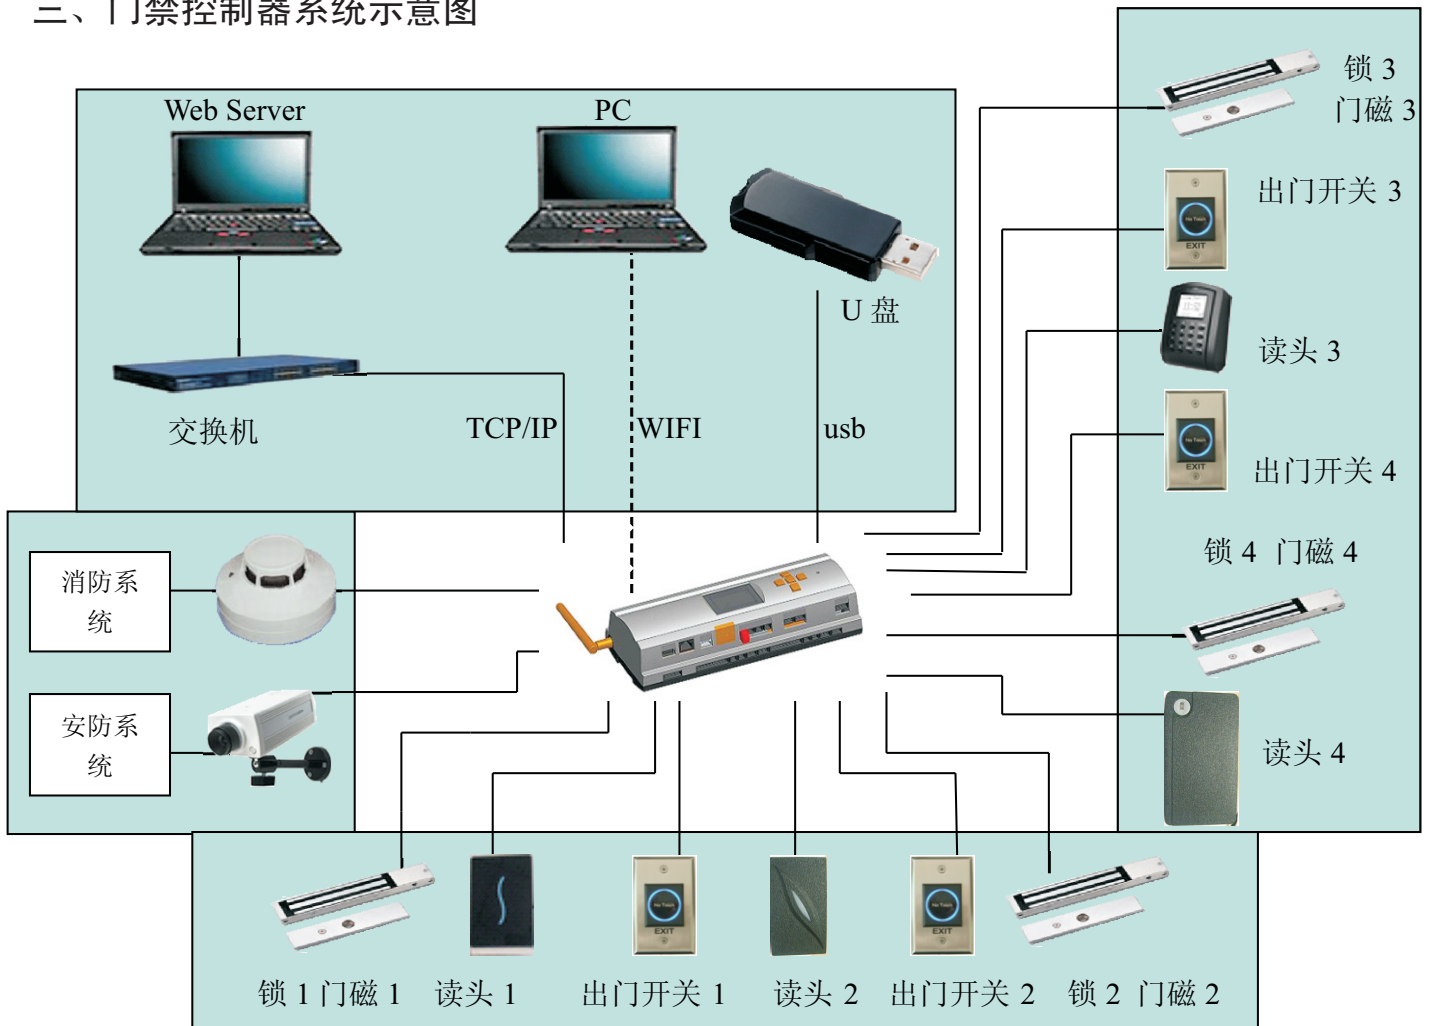 三、门禁控制器系统示意图
Web Server
PC
U 盘
交换机
TCP/IP
WIFI
usb
锁 3
门磁 3
出门开关 3
EXIT
读头 3
出门开关 4
EXIT
锁 4 门磁 4
读头 4
消防系
统
安防系
统
EXIT
EXIT
锁 1 门磁 1
读头 1
出门开关 1
读头 2
出门开关 2
锁 2 门磁 2